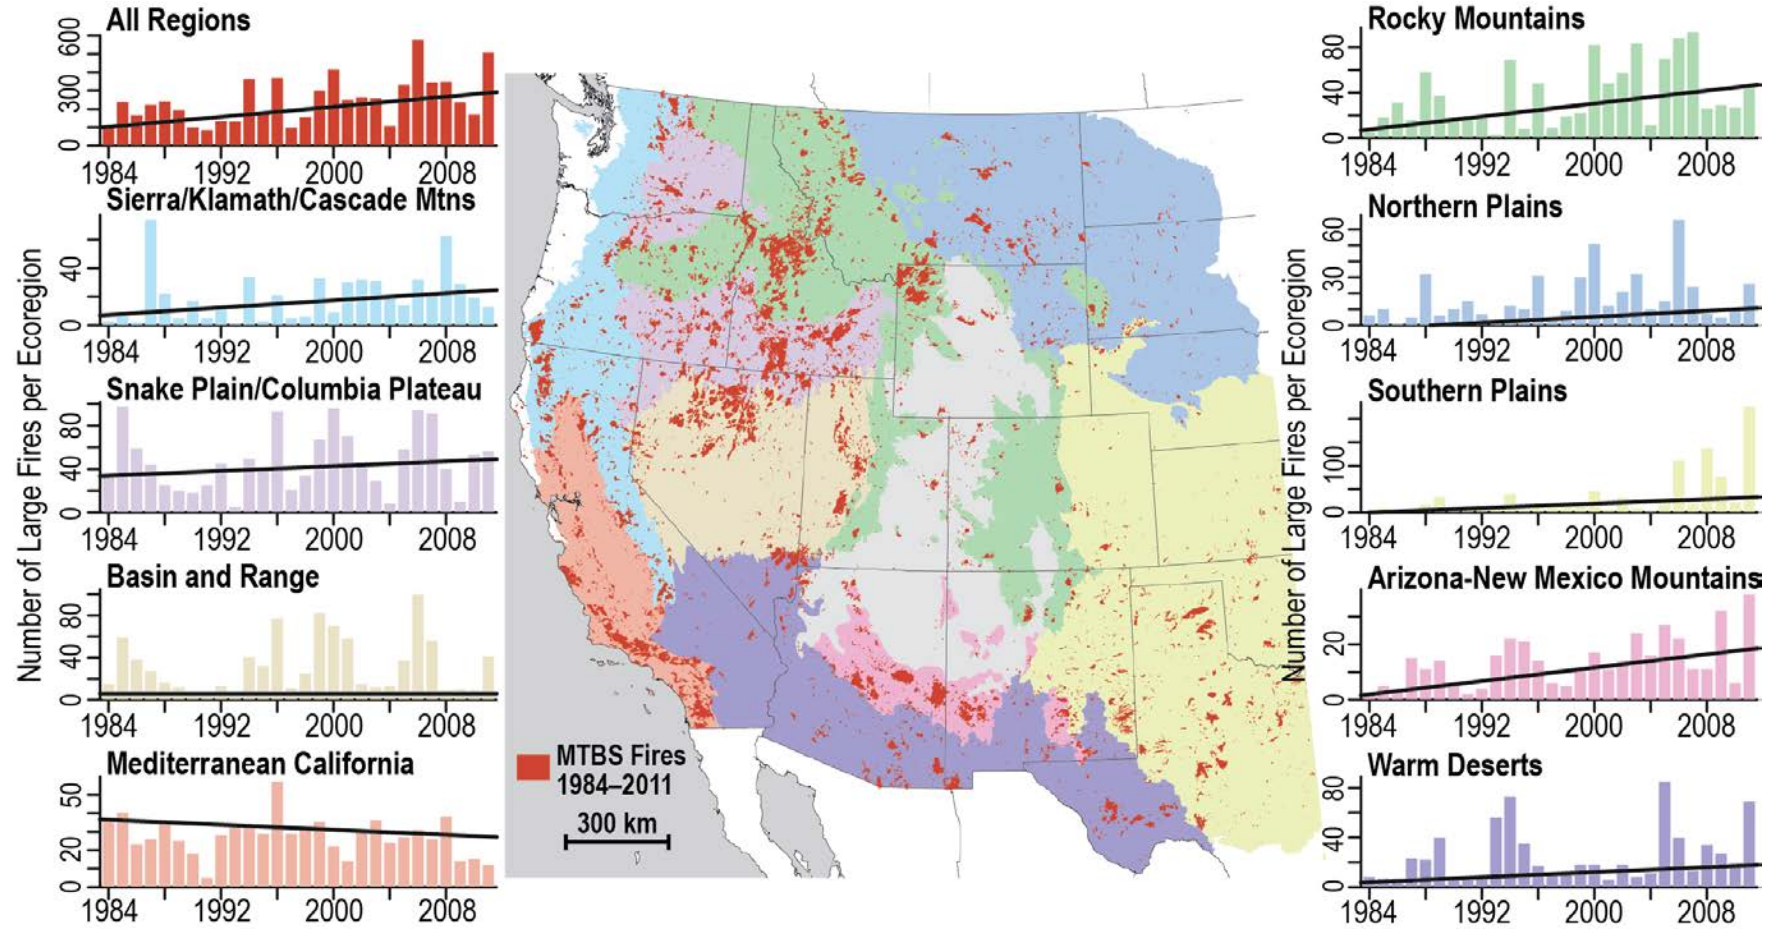 All Regions
600
300
0
1984 1992 2000 2008
Sierra/Klamath/Cascade Mtns
40
0
1984 1992 2000 2008
Snake Plain/Columbia Plateau
80
40
0
1984 1992 2000 2008
Basin and Range
80
40
0
1984 1992 2000 2008
Mediterranean California
50
20
0
1984 1992 2000 2008
Number of Large Fires per Ecoregion
MTBS Fires
1984–2011
300 km
Number of Large Fires per Ecoregion
Rocky Mountains
80
40
0
1984 1992 2000 2008
Northern Plains
60
30
0
1984 1992 2000 2008
Southern Plains
100
0
1984 1992 2000 2008
Arizona-New Mexico Mountains
20
0
1984 1992 2000 2008
Warm Deserts
80
40
0
1984 1992 2000 2008